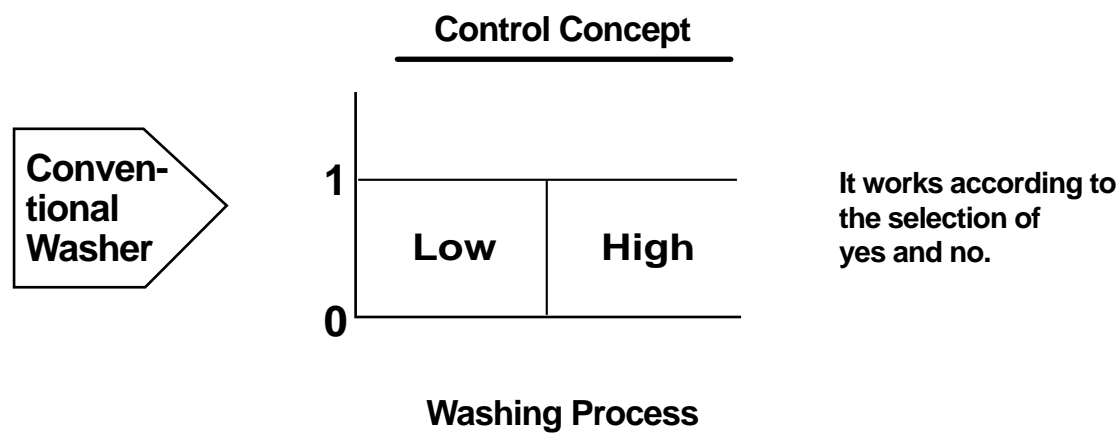 Control Concept
Conven-
tional
Washer
1
Low
High
0
It works according to
the selection of
yes and no.
Washing Process